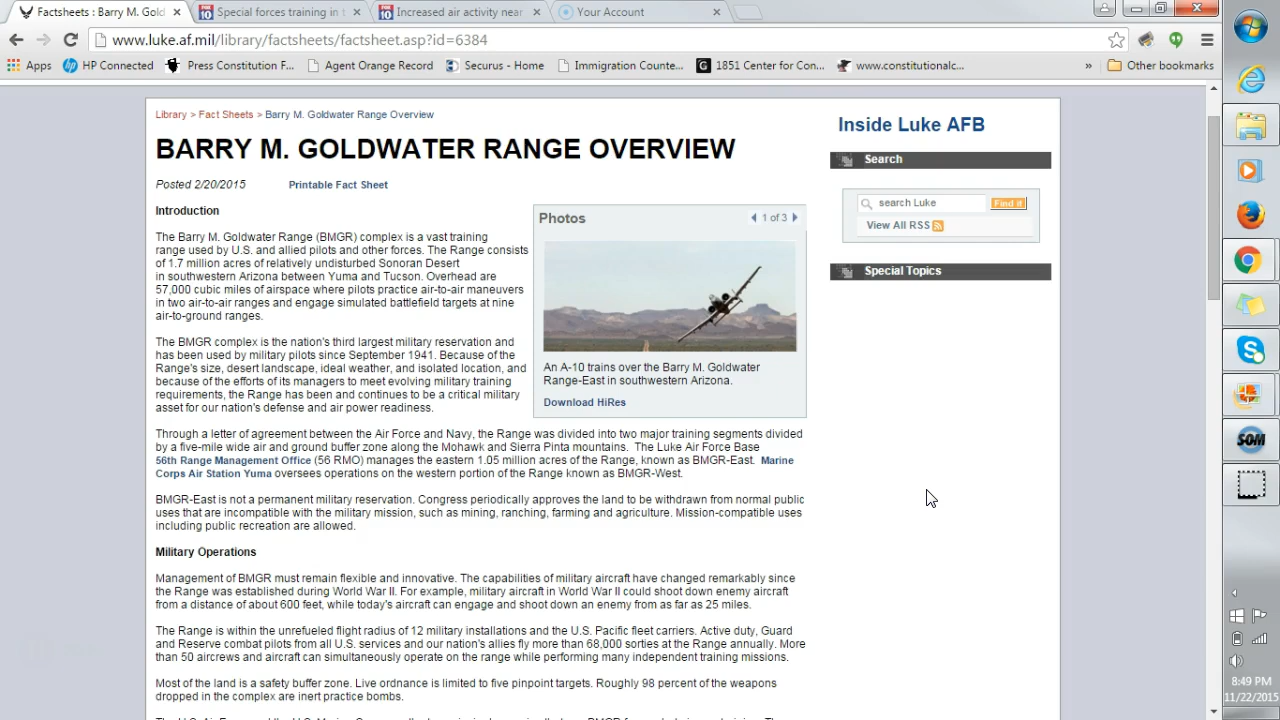 Factsheets : Barry M. Gold
Special forces training in t
Increased air activity near
Your Account
www.luke.af.mil/library/factsheets/factsheet.asp?id=6384
Apps
HP Connected
Press Constitution F...
Agent Orange Record
Securus - Home
Immigration Counte...
1851 Center for Con...
www.constitutionalc...
»
Other bookmarks
Library > Fact Sheets > Barry M. Goldwater Range Overview
BARRY M. GOLDWATER RANGE OVERVIEW
Posted 2/20/2015 Printable Fact Sheet
Introduction
The Barry M. Goldwater Range (BMGR) complex is a vast training
range used by U.S. and allied pilots and other forces. The Range consists
of 1.7 million acres of relatively undisturbed Sonoran Desert
in southwestern Arizona between Yuma and Tucson. Overhead are
57,000 cubic miles of airspace where pilots practice air-to-air maneuvers
in two air-to-air ranges and engage simulated battlefield targets at nine
air-to-ground ranges.
The BMGR complex is the nation's third largest military reservation and
has been used by military pilots since September 1941. Because of the
Range's size, desert landscape, ideal weather, and isolated location, and
because of the efforts of its managers to meet evolving military training
requirements, the Range has been and continues to be a critical military
asset for our nation's defense and air power readiness.
Photos
1 of 3
An A-10 trains over the Barry M. Goldwater
Range-East in southwestern Arizona.
Download HiRes
Through a letter of agreement between the Air Force and Navy, the Range was divided into two major training segments divided
by a five-mile wide air and ground buffer zone along the Mohawk and Sierra Pinta mountains. The Luke Air Force Base
56th Range Management Office (56 RMO) manages the eastern 1.05 million acres of the Range, known as BMGR-East. Marine
Corps Air Station Yuma oversees operations on the western portion of the Range known as BMGR-West.
BMGR-East is not a permanent military reservation. Congress periodically approves the land to be withdrawn from normal public
uses that are incompatible with the military mission, such as mining, ranching, farming and agriculture. Mission-compatible uses
including public recreation are allowed.
Military Operations
Management of BMGR must remain flexible and innovative. The capabilities of military aircraft have changed remarkably since
the Range was established during World War II. For example, military aircraft in World War II could shoot down enemy aircraft
from a distance of about 600 feet, while today's aircraft can engage and shoot down an enemy from as far as 25 miles.
The Range is within the unrefueled flight radius of 12 military installations and the U.S. Pacific fleet carriers. Active duty, Guard
and Reserve combat pilots from all U.S. services and our nation's allies fly more than 68,000 sorties at the Range annually. More
than 50 aircrews and aircraft can simultaneously operate on the range while performing many independent training missions.
Most of the land is a safety buffer zone. Live ordnance is limited to five pinpoint targets. Roughly 98 percent of the weapons
dropped in the complex are inert practice bombs.
Inside Luke AFB
Search
search Luke
Find it
View All RSS
Special Topics
SOM
8:49 PM
11/22/2015